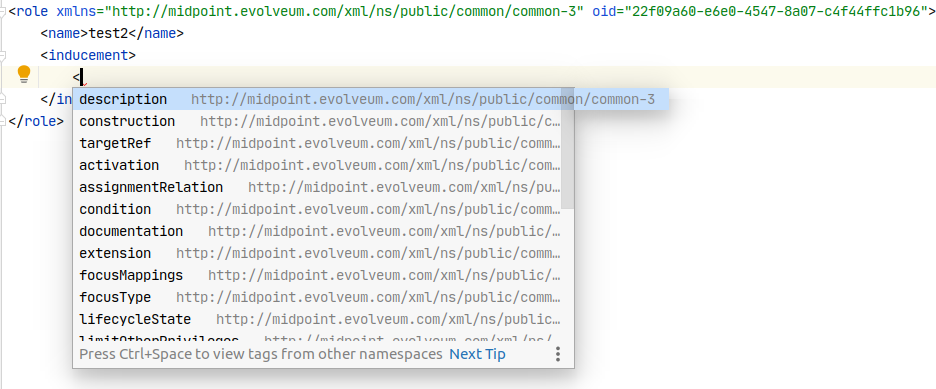 <role xmlns="http://midpoint.evolveum.com/xml/ns/public/common/common-3" oid="22f09a60-e6e0-4547-8a07-c4f44ffc1b96">
<name>test2</name>
<inducement>
<
description http://midpoint.evolveum.com/xml/ns/public/common/common-3
construction http://midpoint.evolveum.com/xml/ns/public/c…
targetRef http://midpoint.evolveum.com/xml/ns/public/comm…
activation http://midpoint.evolveum.com/xml/ns/public/com…
assignmentRelation http://midpoint.evolveum.com/xml/ns/pu…
condition http://midpoint.evolveum.com/xml/ns/public/comm…
documentation http://midpoint.evolveum.com/xml/ns/public/…
extension http://midpoint.evolveum.com/xml/ns/public/comm…
focusMappings http://midpoint.evolveum.com/xml/ns/public/…
focusType http://midpoint.evolveum.com/xml/ns/public/comm…
lifecycleState http://midpoint.evolveum.com/xml/ns/public…
limitOtherPrivileges http://midpoint.evolveum.com/xml/ns/…
</in
</role>
Press Ctrl+Space to view tags from other namespaces Next Tip